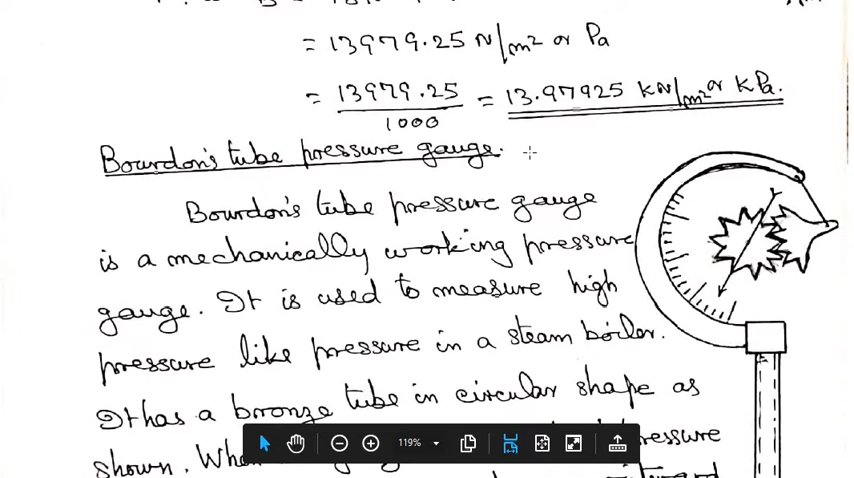 = 13979.25 N/m² or Pa
= 13979.25 / 1000 = 13.97925 kN/m² or kPa.
Bourdon's tube pressure gauge.
Bourdon's tube pressure gauge
is a mechanically working pressure
gauge. It is used to measure high
pressure like pressure in a steam boiler.
It has a bronze tube in circular shape as
shown. pressure
119%